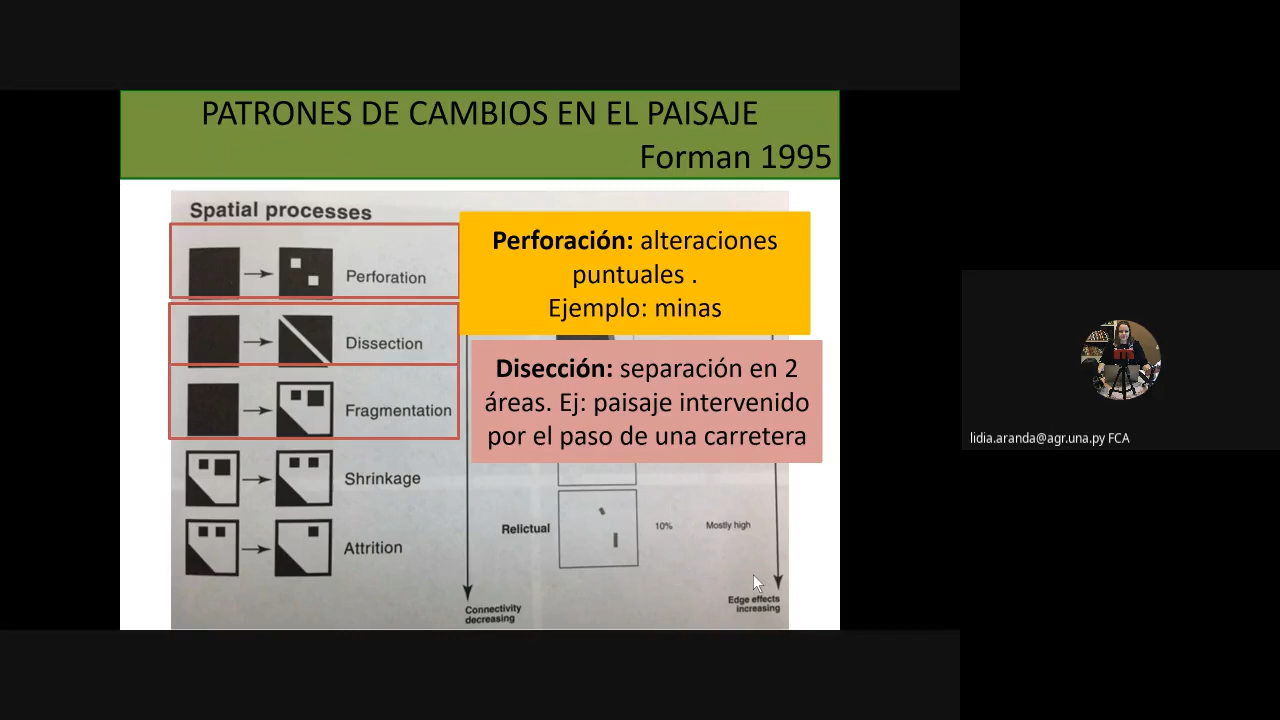 PATRONES DE CAMBIOS EN EL PAISAJE
Forman 1995
Spatial processes
Perforation
Dissection
Fragmentation
Shrinkage
Attrition
Perforación: alteraciones
puntuales .
Ejemplo: minas
Disección: separación en 2
áreas. Ej: paisaje intervenido
por el paso de una carretera
Relictual
10%
Mostly high
Connectivity
decreasing
Edge effects
increasing
lidia.aranda@agr.una.py FCA